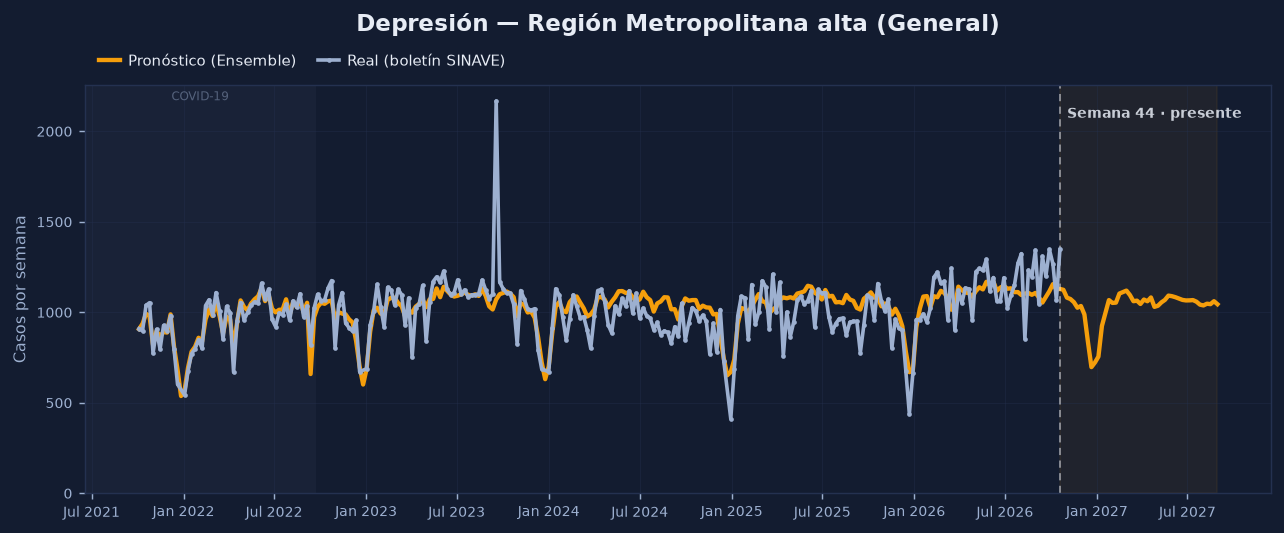 Depresión — Región Metropolitana alta (General)
Pronóstico (Ensemble)
Real (boletín SINAVE)
COVID-19
Semana 44 · presente
Casos por semana
2000
1500
1000
500
0
Jul 2021
Jan 2022
Jul 2022
Jan 2023
Jul 2023
Jan 2024
Jul 2024
Jan 2025
Jul 2025
Jan 2026
Jul 2026
Jan 2027
Jul 2027